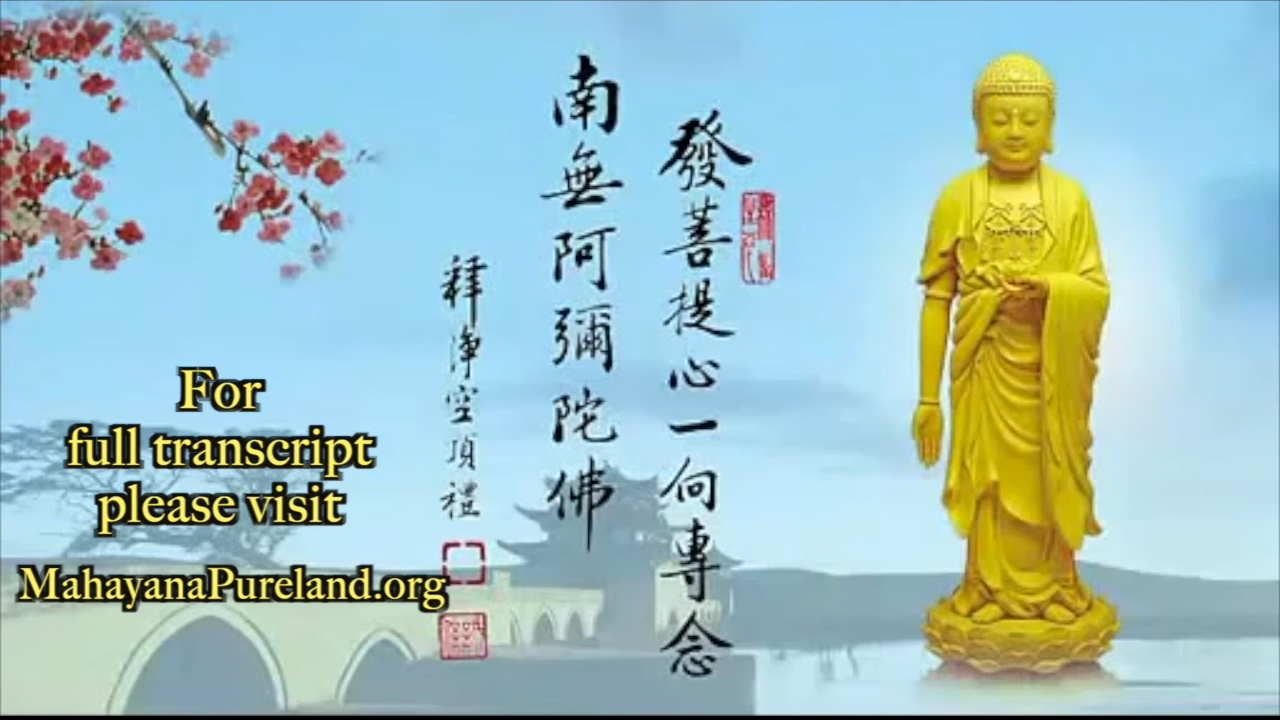 發菩提心一向專念
南無阿彌陀佛
釋淨空頂禮
For
full transcript
please visit
MahayanaPureland.org